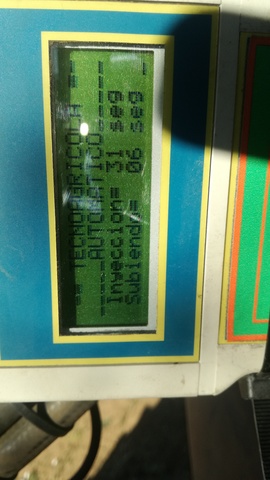 == TECNOAGRICOLA ==
-----AUTOMATICO-----
Inyeccion= 31 seg
Subiendo= 06 seg _